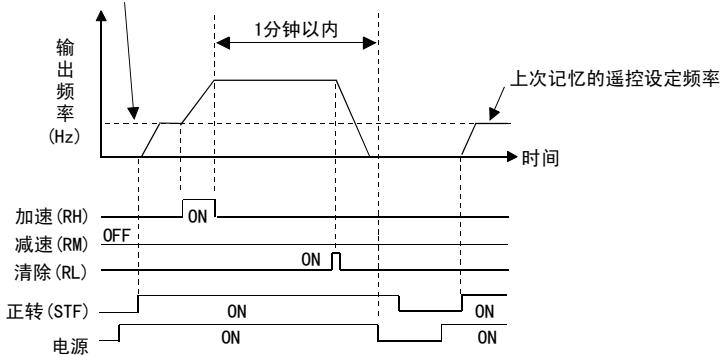 1分钟以内
输出频率(Hz)
上次记忆的遥控设定频率
时间
加速(RH)
ON
减速(RM)
OFF
清除(RL)
ON
正转(STF)
ON
ON
电源
ON
ON